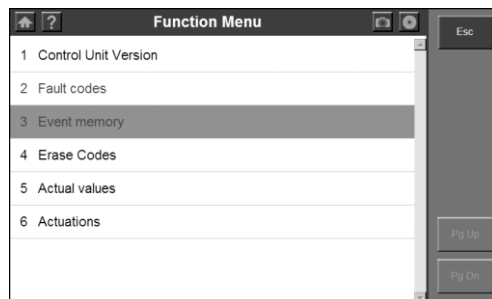 ? Function Menu
Esc
1 Control Unit Version
2 Fault codes
3 Event memory
4 Erase Codes
5 Actual values
6 Actuations
Pg Up
Pg Dn